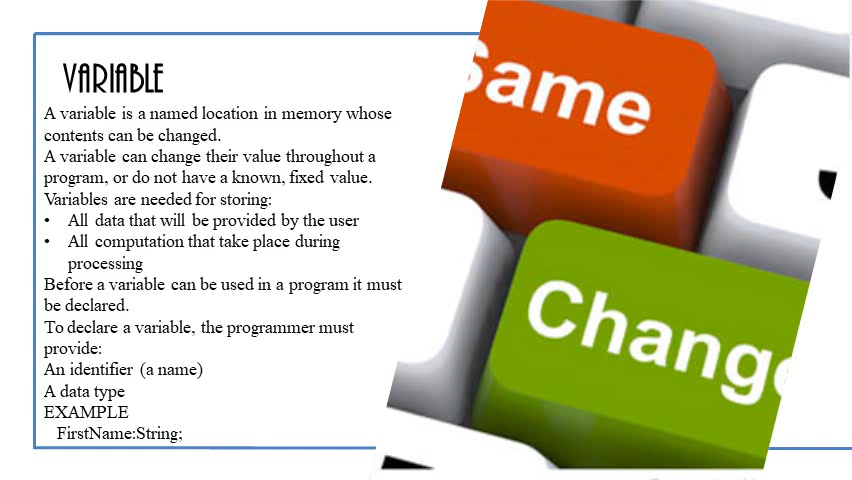 VARIABLE
A variable is a named location in memory whose
contents can be changed.
A variable can change their value throughout a
program, or do not have a known, fixed value.
Variables are needed for storing:
• All data that will be provided by the user
• All computation that take place during
processing
Before a variable can be used in a program it must
be declared.
To declare a variable, the programmer must
provide:
An identifier (a name)
A data type
EXAMPLE
FirstName:String;
Same
Change